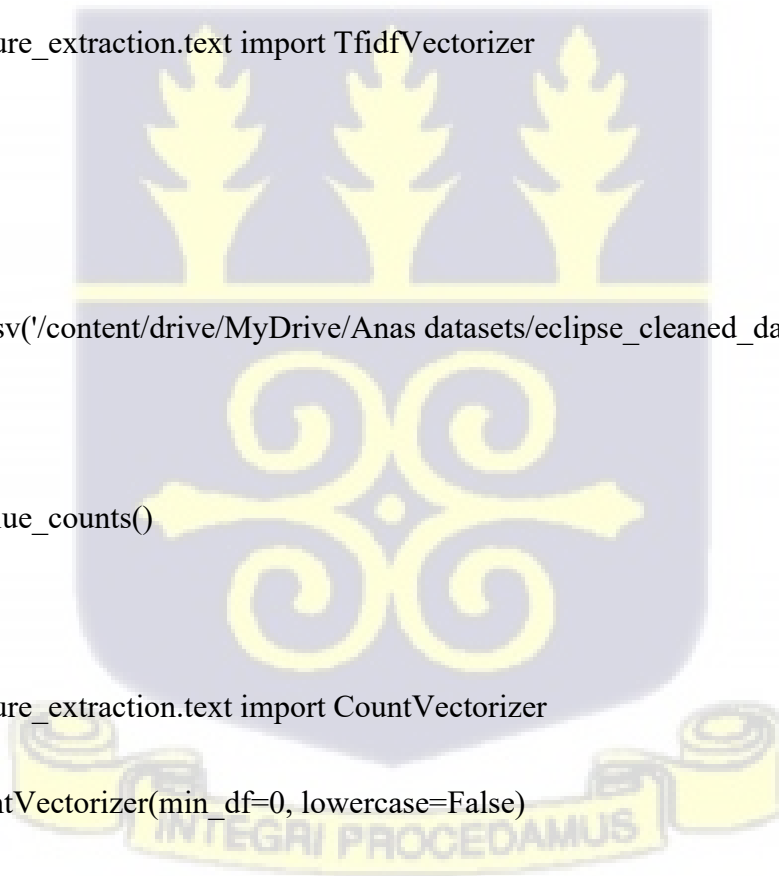 ure_extraction.text import TfidfVectorizer
sv('/content/drive/MyDrive/Anas datasets/eclipse_cleaned_da
lue_counts()
ure_extraction.text import CountVectorizer
ntVectorizer(min_df=0, lowercase=False)
INTEGRI PROCEDAMUS